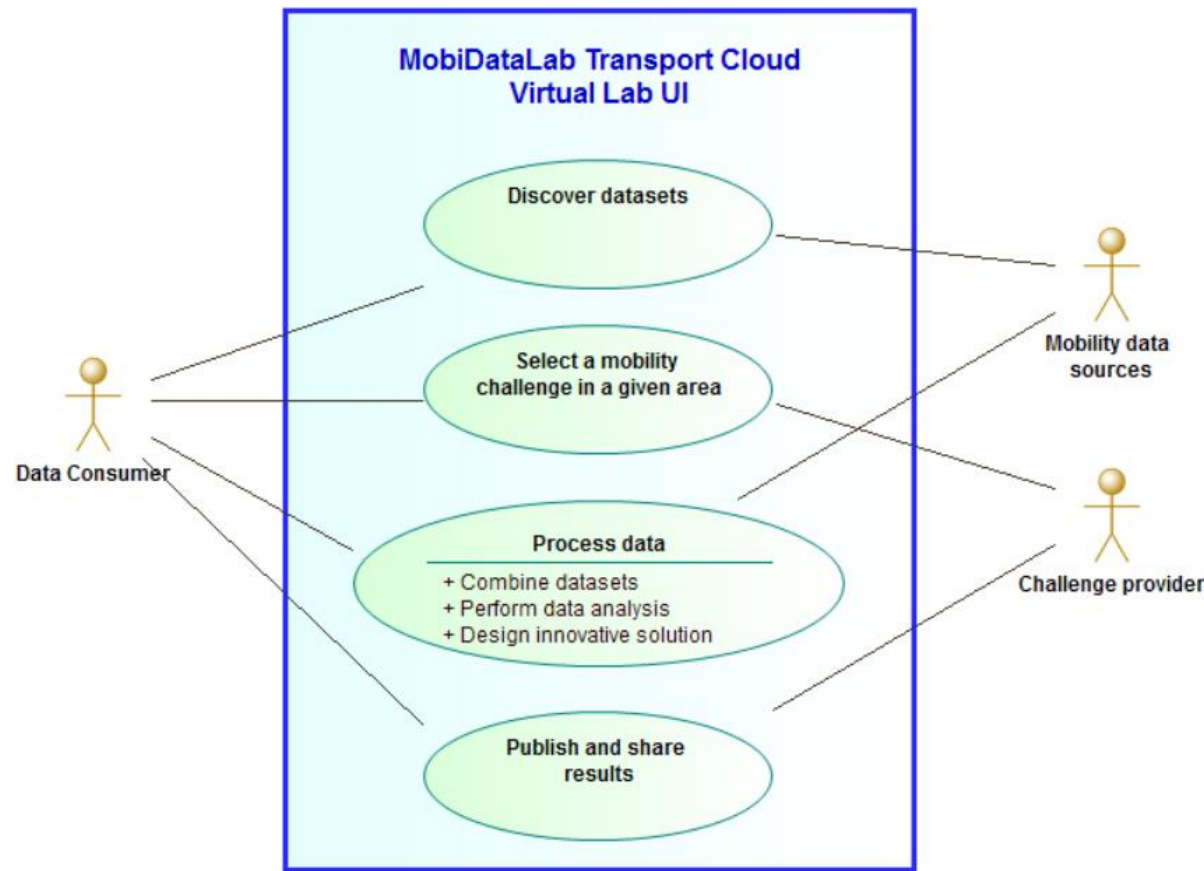 MobiDataLab Transport Cloud
Virtual Lab UI
Discover datasets
Select a mobility
challenge in a given area
Process data
+ Combine datasets
+ Perform data analysis
+ Design innovative solution
Publish and share
results
Data Consumer
Mobility data
sources
Challenge provider